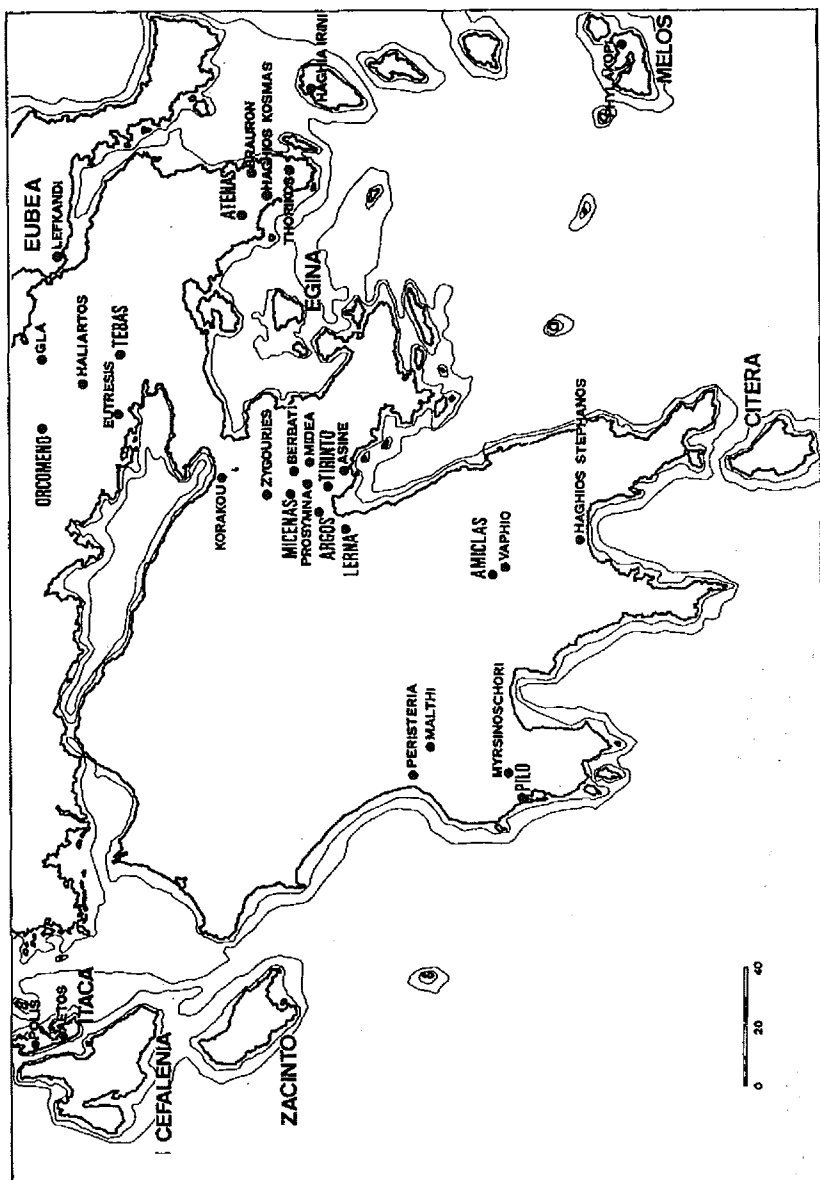 POLIS
AETOS
ITACA
CEFALENIA
ZACINTO
ORCOMENO
GLA
HALIARTOS
EUTRESIS
TEBAS
EUBEA
LEFKANDI
ATENAS
BRAURON
HAGHIOS KOSMAS
THORIKOS
HAGHIA IRINI
EGINA
KORAKOU
ZYGOURIES
MICENAS
BERBATI
PROSYMNA
MIDEA
ARGOS
TIRINTO
LERNA
ASINE
PERISTERIA
MALTHI
MYRSINOSCHORI
PILO
AMICLAS
VAPHIO
HAGHIOS STEPHANOS
CITERA
PHYLAKOPI
MELOS
0 20 40